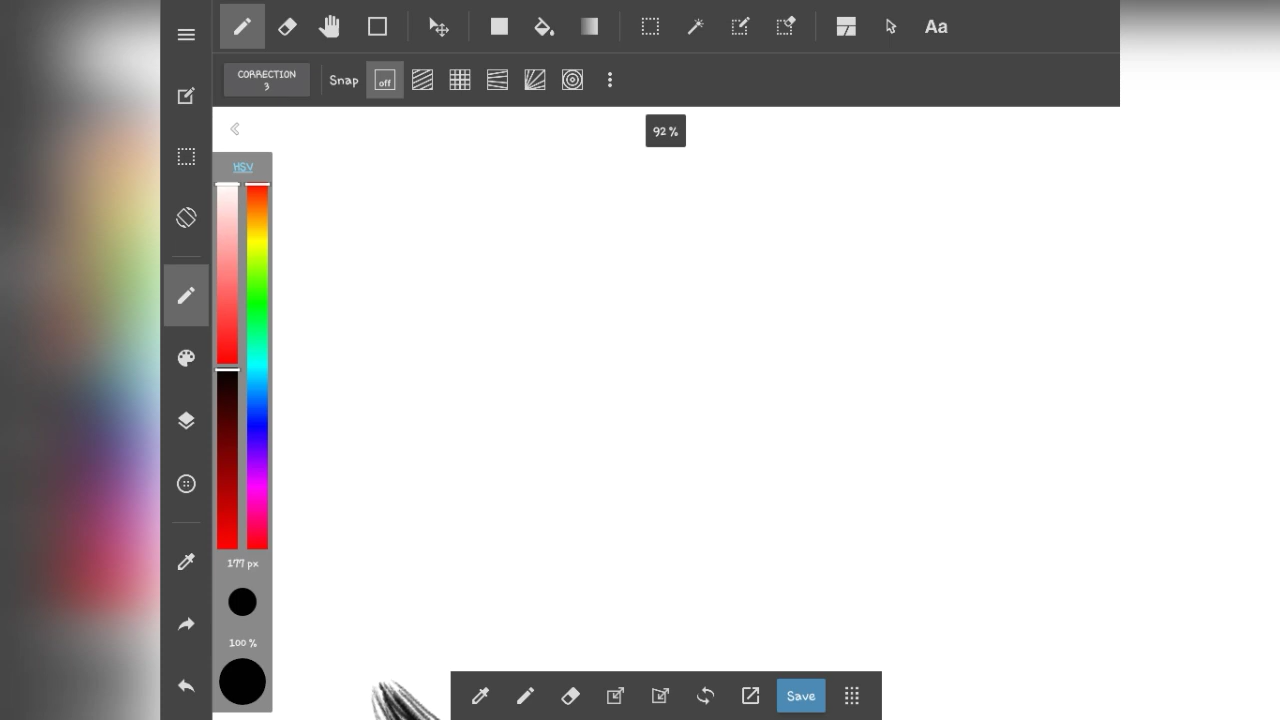 Aa
CORRECTION
3
Snap
off
92 %
HSV
177 px
100 %
Save